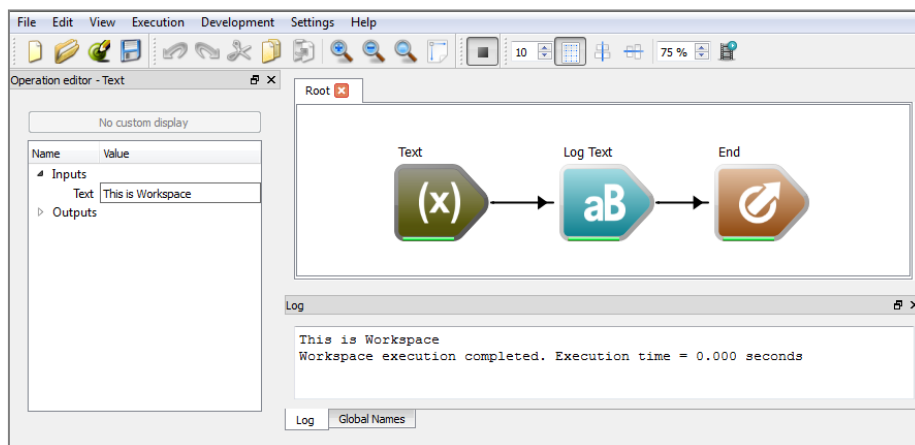 File Edit View Execution Development Settings Help
10 75 %
Operation editor - Text
Root
No custom display
Name Value
Inputs
Text This is Workspace
Outputs
Text Log Text End
(x) aB
Log
This is Workspace
Workspace execution completed. Execution time = 0.000 seconds
Log Global Names